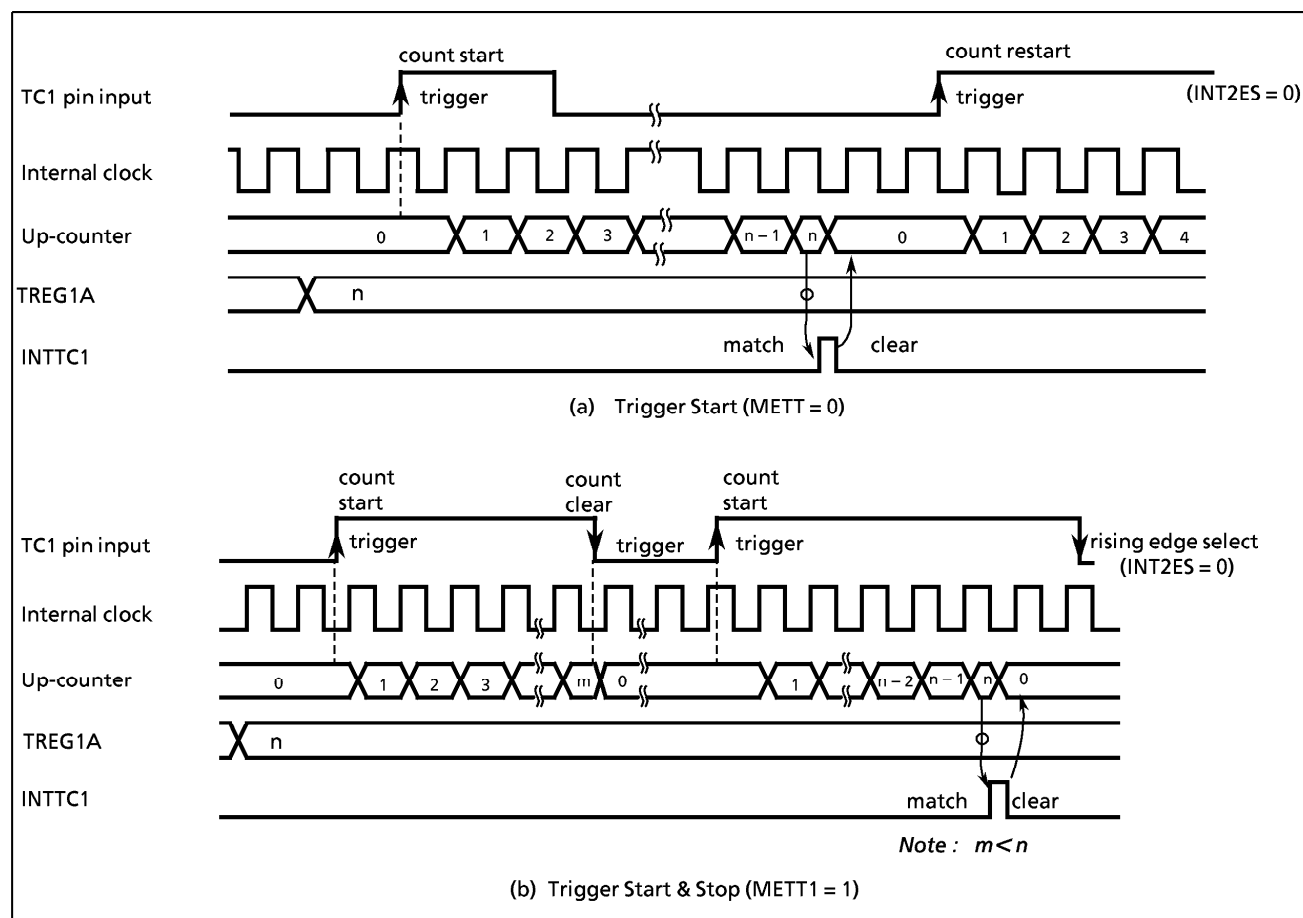 count start
count restart
TC1 pin input
trigger
trigger
(INT2ES = 0)
Internal clock
Up-counter
0
1
2
3
n – 1
n
0
1
2
3
4
TREG1A
n
INTTC1
match
clear
(a) Trigger Start (METT = 0)
count
start
count
clear
count
start
TC1 pin input
trigger
trigger
trigger
rising edge select
(INT2ES = 0)
Internal clock
Up-counter
0
1
2
3
m
0
1
n – 2
n – 1
n
0
TREG1A
n
INTTC1
match
clear
Note : m < n
(b) Trigger Start & Stop (METT1 = 1)